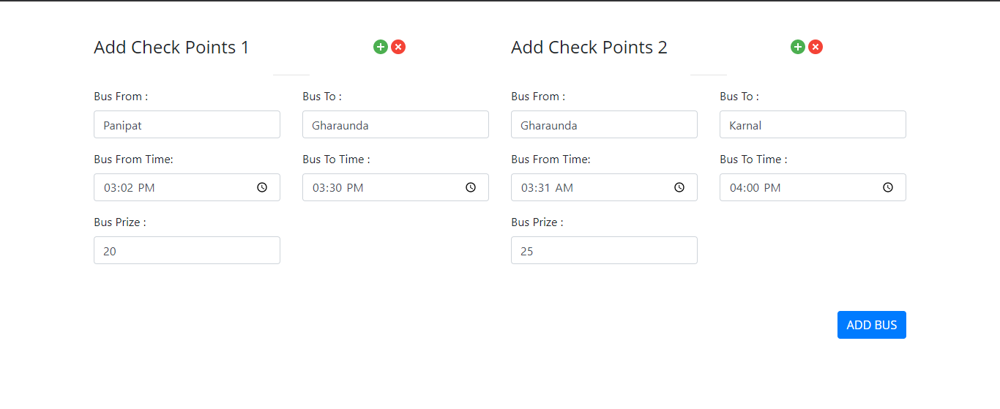 Add Check Points 1
Add Check Points 2
Bus From :
Bus To :
Bus From :
Bus To :
Panipat
Gharaunda
Gharaunda
Karnal
Bus From Time:
Bus To Time :
Bus From Time:
Bus To Time :
03:02 PM
03:30 PM
03:31 AM
04:00 PM
Bus Prize :
Bus Prize :
20
25
ADD BUS